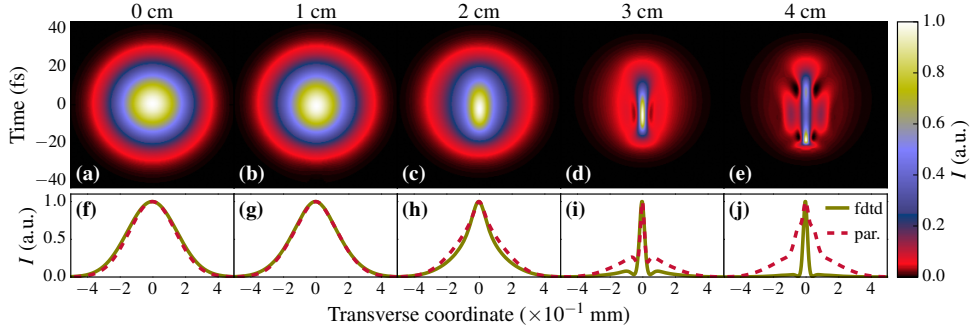 0 cm 1 cm 2 cm 3 cm 4 cm
40
20
0
−20
−40
Time (fs)
(a) (b) (c) (d) (e)
1.0
0.8
0.6
0.4
0.2
0.0
I (a.u.)
(f) (g) (h) (i) (j)
fdtd
par.
1.0
0.5
0.0
I (a.u.)
−4 −2 0 2 4 −4 −2 0 2 4 −4 −2 0 2 4 −4 −2 0 2 4 −4 −2 0 2 4
Transverse coordinate (×10⁻¹ mm)